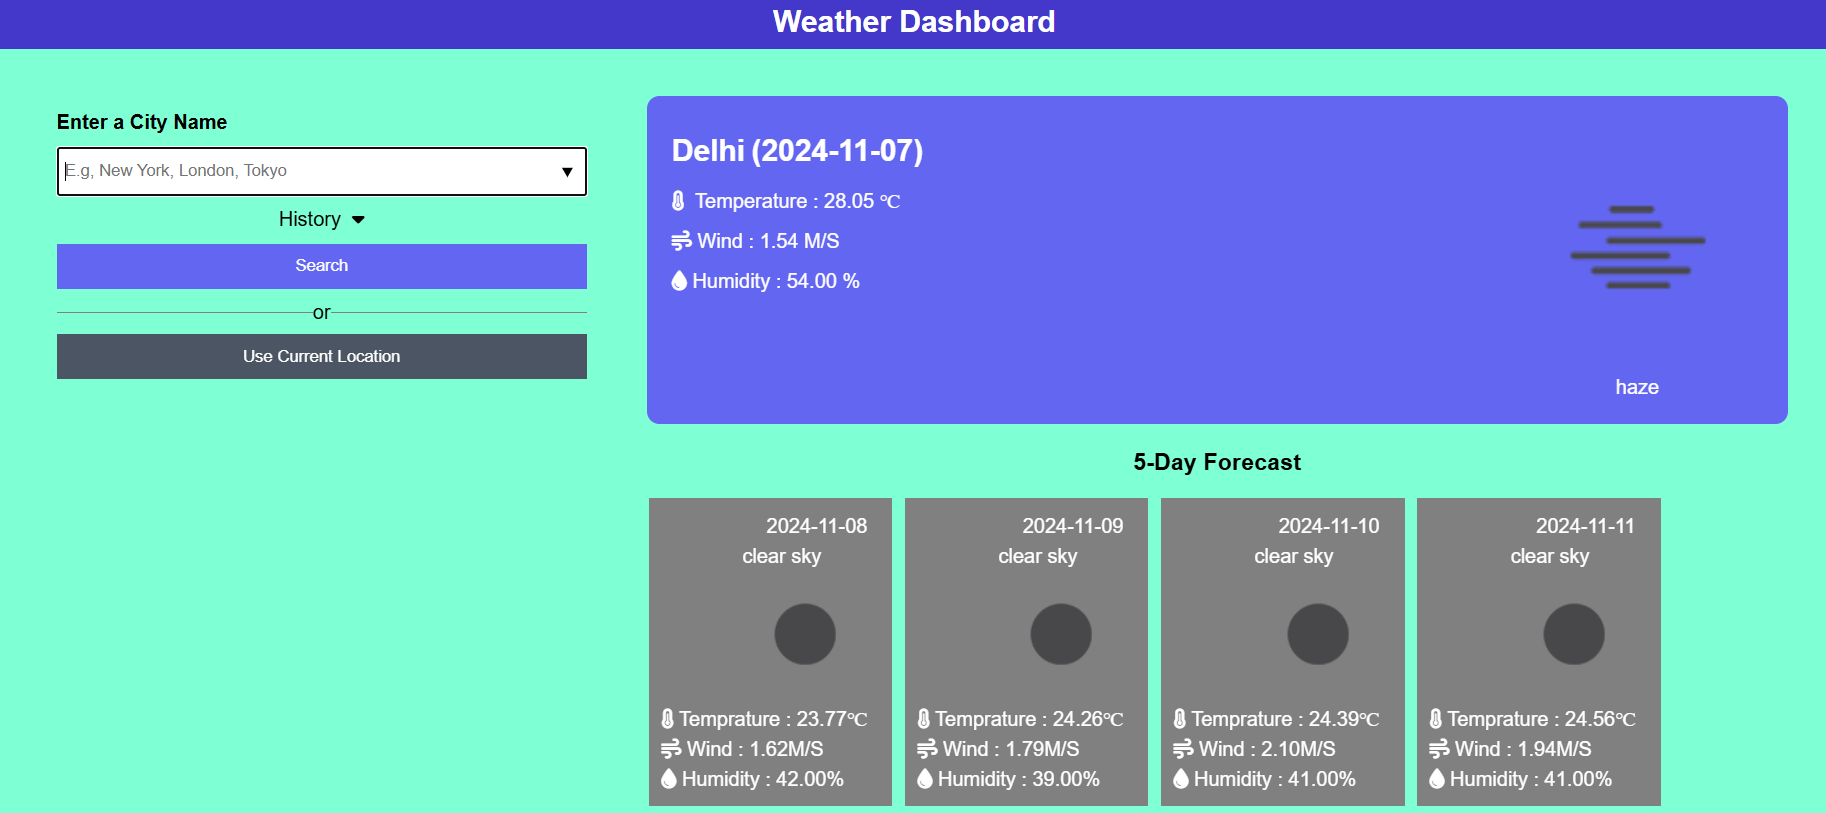 Weather Dashboard
Enter a City Name
E.g, New York, London, Tokyo
History
Search
or
Use Current Location
Delhi (2024-11-07)
Temperature : 28.05 ℃
Wind : 1.54 M/S
Humidity : 54.00 %
haze
5-Day Forecast
2024-11-08
clear sky
Temprature : 23.77℃
Wind : 1.62M/S
Humidity : 42.00%
2024-11-09
clear sky
Temprature : 24.26℃
Wind : 1.79M/S
Humidity : 39.00%
2024-11-10
clear sky
Temprature : 24.39℃
Wind : 2.10M/S
Humidity : 41.00%
2024-11-11
clear sky
Temprature : 24.56℃
Wind : 1.94M/S
Humidity : 41.00%